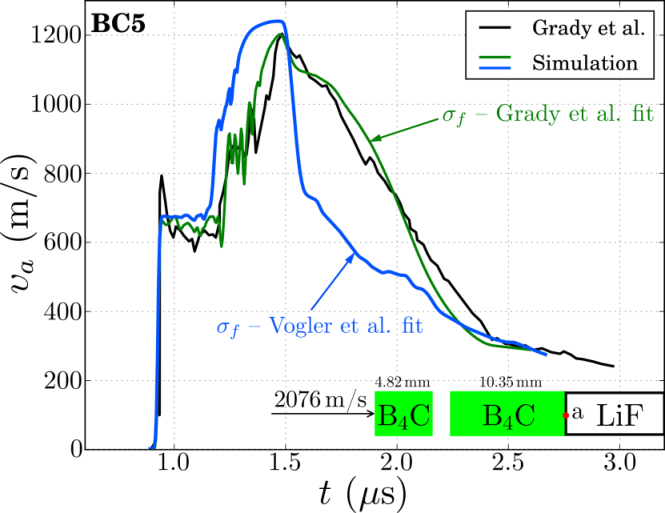 BC5
Grady et al.
Simulation
σf – Grady et al. fit
σf – Vogler et al. fit
1200
1000
800
600
400
200
0
va (m/s)
4.82 mm
10.35 mm
2076 m/s
B4C
B4C
a
LiF
1.0
1.5
2.0
2.5
3.0
t (μs)